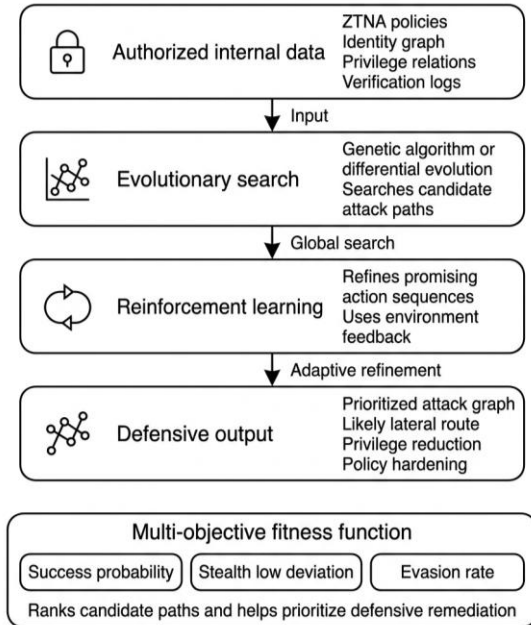 Authorized internal data
ZTNA policies
Identity graph
Privilege relations
Verification logs
Input
Evolutionary search
Genetic algorithm or
differential evolution
Searches candidate
attack paths
Global search
Reinforcement learning
Refines promising
action sequences
Uses environment
feedback
Adaptive refinement
Defensive output
Prioritized attack graph
Likely lateral route
Privilege reduction
Policy hardening
Multi-objective fitness function
Success probability
Stealth low deviation
Evasion rate
Ranks candidate paths and helps prioritize defensive remediation